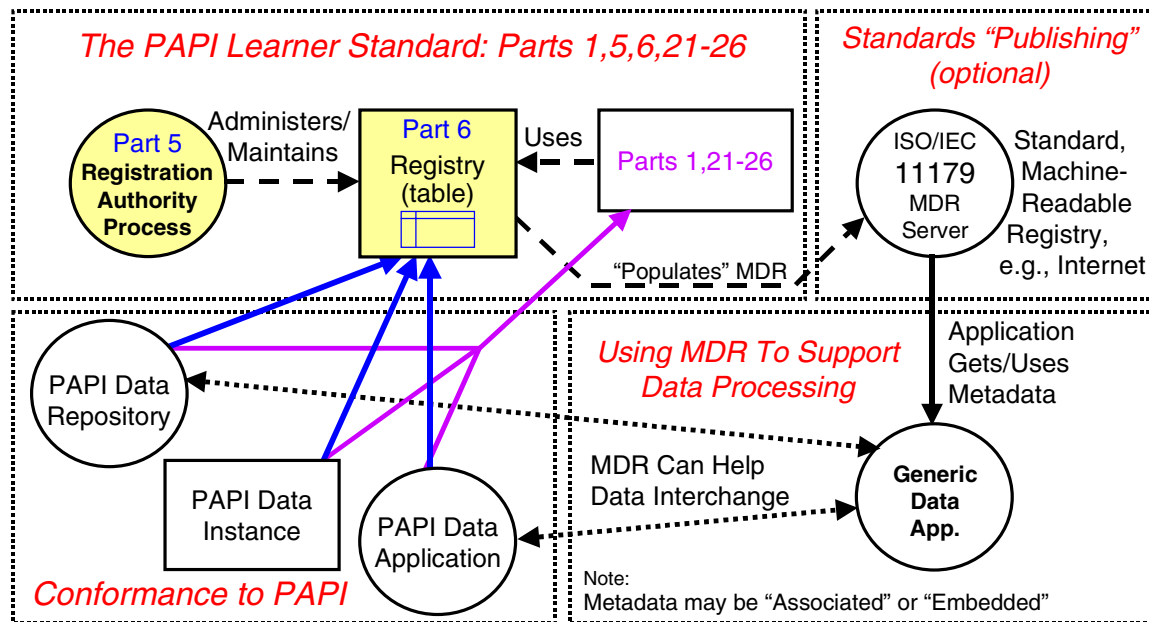 The PAPI Learner Standard: Parts 1,5,6,21-26
Part 5
Registration
Authority
Process
Administers/
Maintains
Part 6
Registry
(table)
Uses
Parts 1,21-26
“Populates” MDR
Standards “Publishing”
(optional)
ISO/IEC
11179
MDR
Server
Standard,
Machine-
Readable
Registry,
e.g., Internet
PAPI Data
Repository
PAPI Data
Instance
PAPI Data
Application
Conformance to PAPI
Using MDR To Support
Data Processing
Application
Gets/Uses
Metadata
MDR Can Help
Data Interchange
Generic
Data
App.
Note:
Metadata may be “Associated” or “Embedded”